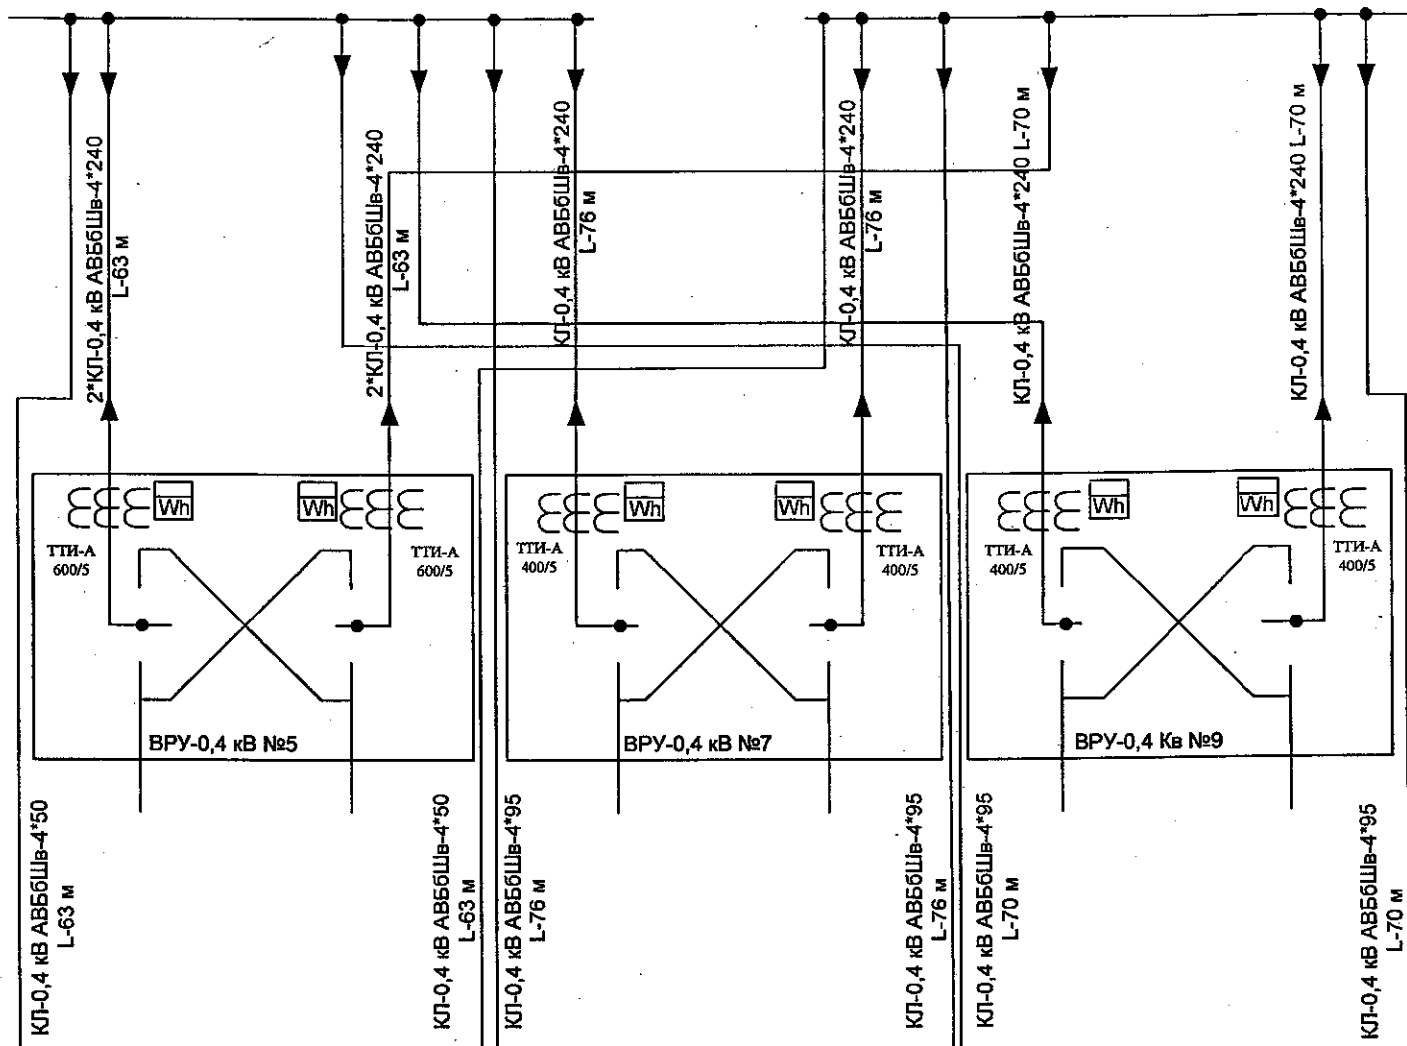 2*КЛ-0,4 кВ АВБбШв-4*240
L-63 м
2*КЛ-0,4 кВ АВБбШв-4*240
L-63 м
КЛ-0,4 кВ АВБбШв-4*240
L-76 м
КЛ-0,4 кВ АВБбШв-4*240
L-76 м
КЛ-0,4 кВ АВБбШв-4*240 L-70 м
КЛ-0,4 кВ АВБбШв-4*240 L-70 м
Wh
Wh
ТТИ-А
600/5
ТТИ-А
600/5
ВРУ-0,4 кВ №5
Wh
Wh
ТТИ-А
400/5
ТТИ-А
400/5
ВРУ-0,4 кВ №7
Wh
Wh
ТТИ-А
400/5
ТТИ-А
400/5
ВРУ-0,4 Кв №9
КЛ-0,4 кВ АВБбШв-4*50
L-63 м
КЛ-0,4 кВ АВБбШв-4*50
L-63 м
КЛ-0,4 кВ АВБбШв-4*95
L-76 м
КЛ-0,4 кВ АВБбШв-4*95
L-76 м
КЛ-0,4 кВ АВБбШв-4*95
L-70 м
КЛ-0,4 кВ АВБбШв-4*95
L-70 м